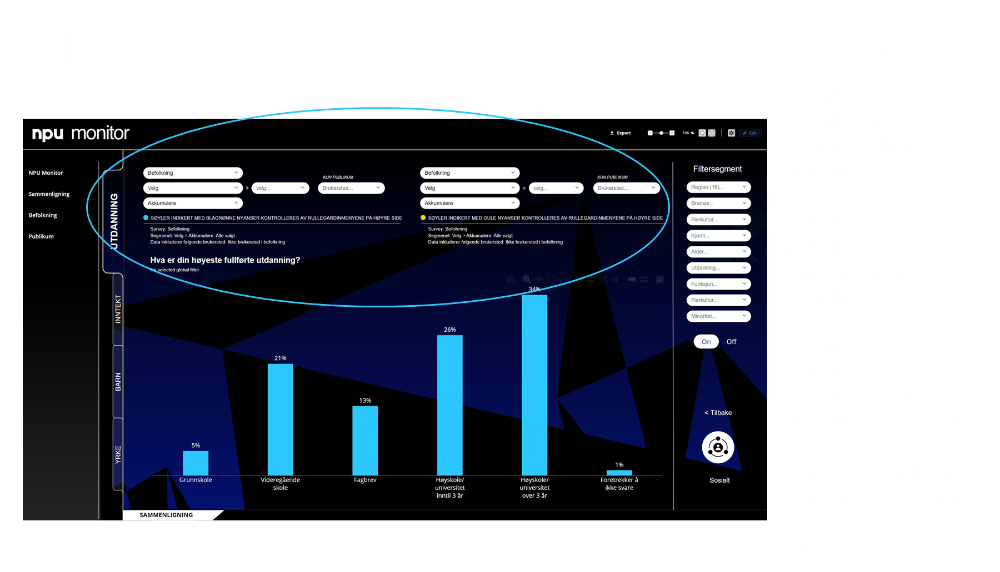 npu monitor
Export
166 %
Edit
NPU Monitor
Sammenligning
Befolkning
Publikum
UTDANNING
INNTEKT
BARN
YRKE
Befolkning
KUN PUBLIKUM
Velg > velg... Brukersted...
Akkumulere
SØYLER INDIKERT MED BLÅGRØNNE NYANSER KONTROLLERES AV RULLEGARDINMENYENE PÅ HØYRE SIDE
Survey: Befolkning
Segmenet: Velg > Akkumulere: Alle valgt
Data inkluderer følgende brukersted: Ikke brukersted i befolkning
Befolkning
KUN PUBLIKUM
Velg > velg... Brukersted...
Akkumulere
SØYLER INDIKERT MED GULE NYANSER KONTROLLERES AV RULLEGARDINMENYENE PÅ HØYRE SIDE
Survey: Befolkning
Segmenet: Velg > Akkumulere: Alle valgt
Data inkluderer følgende brukersted: Ikke brukersted i befolkning
Hva er din høyeste fullførte utdanning?
No selected global filter
5%
21%
13%
26%
34%
1%
Grunnskole
Videregående
skole
Fagbrev
Høyskole/
universitet
inntil 3 år
Høyskole/
universitet
over 3 år
Foretrekker å
ikke svare
SAMMENLIGNING
Filtersegment
Region (16)...
Bransje...
Flerkultur...
Kjønn...
Alder...
Utdanning...
Funksjon...
Flerkultur...
Minoritet...
On Off
< Tilbake
Sosialt